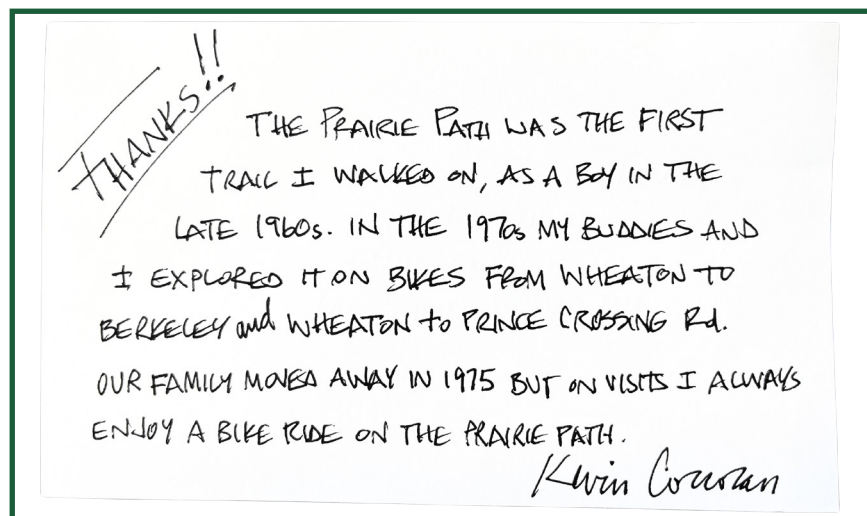 THANKS!!
THE PRAIRIE PATH WAS THE FIRST
TRAIL I WALKED ON, AS A BOY IN THE
LATE 1960s. IN THE 1970s MY BUDDIES AND
I EXPLORED IT ON BIKES FROM WHEATON TO
BERKELEY and WHEATON to PRINCE CROSSING Rd.
OUR FAMILY MOVED AWAY IN 1975 BUT ON VISITS I ALWAYS
ENJOY A BIKE RIDE ON THE PRAIRIE PATH.
Kevin Corcoran